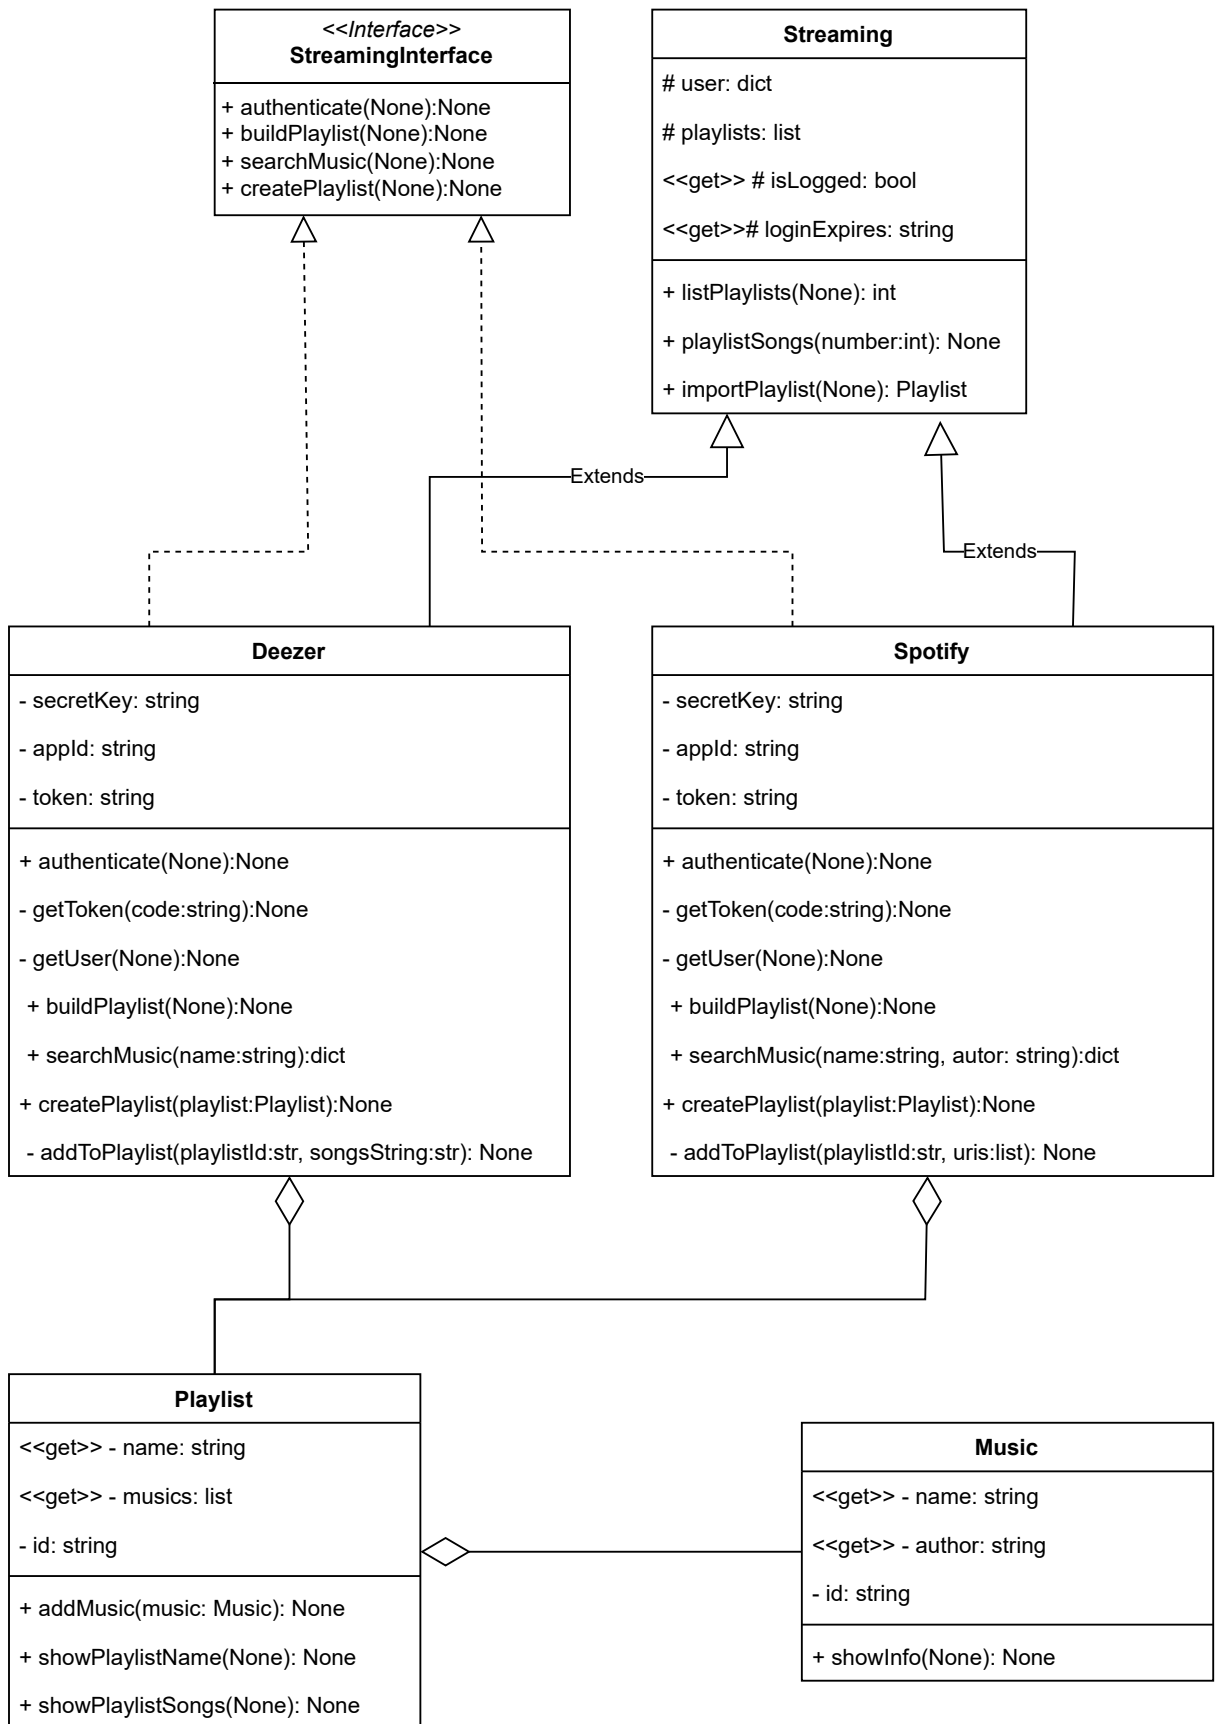 <<Interface>>
StreamingInterface
+ authenticate(None):None
+ buildPlaylist(None):None
+ searchMusic(None):None
+ createPlaylist(None):None
Streaming
# user: dict
# playlists: list
<<get>> # isLogged: bool
<<get>># loginExpires: string
+ listPlaylists(None): int
+ playlistSongs(number:int): None
+ importPlaylist(None): Playlist
Extends
Extends
Deezer
- secretKey: string
- appId: string
- token: string
+ authenticate(None):None
- getToken(code:string):None
- getUser(None):None
+ buildPlaylist(None):None
+ searchMusic(name:string):dict
+ createPlaylist(playlist:Playlist):None
- addToPlaylist(playlistId:str, songsString:str): None
Spotify
- secretKey: string
- appId: string
- token: string
+ authenticate(None):None
- getToken(code:string):None
- getUser(None):None
+ buildPlaylist(None):None
+ searchMusic(name:string, autor: string):dict
+ createPlaylist(playlist:Playlist):None
- addToPlaylist(playlistId:str, uris:list): None
Playlist
<<get>> - name: string
<<get>> - musics: list
- id: string
+ addMusic(music: Music): None
+ showPlaylistName(None): None
+ showPlaylistSongs(None): None
Music
<<get>> - name: string
<<get>> - author: string
- id: string
+ showInfo(None): None